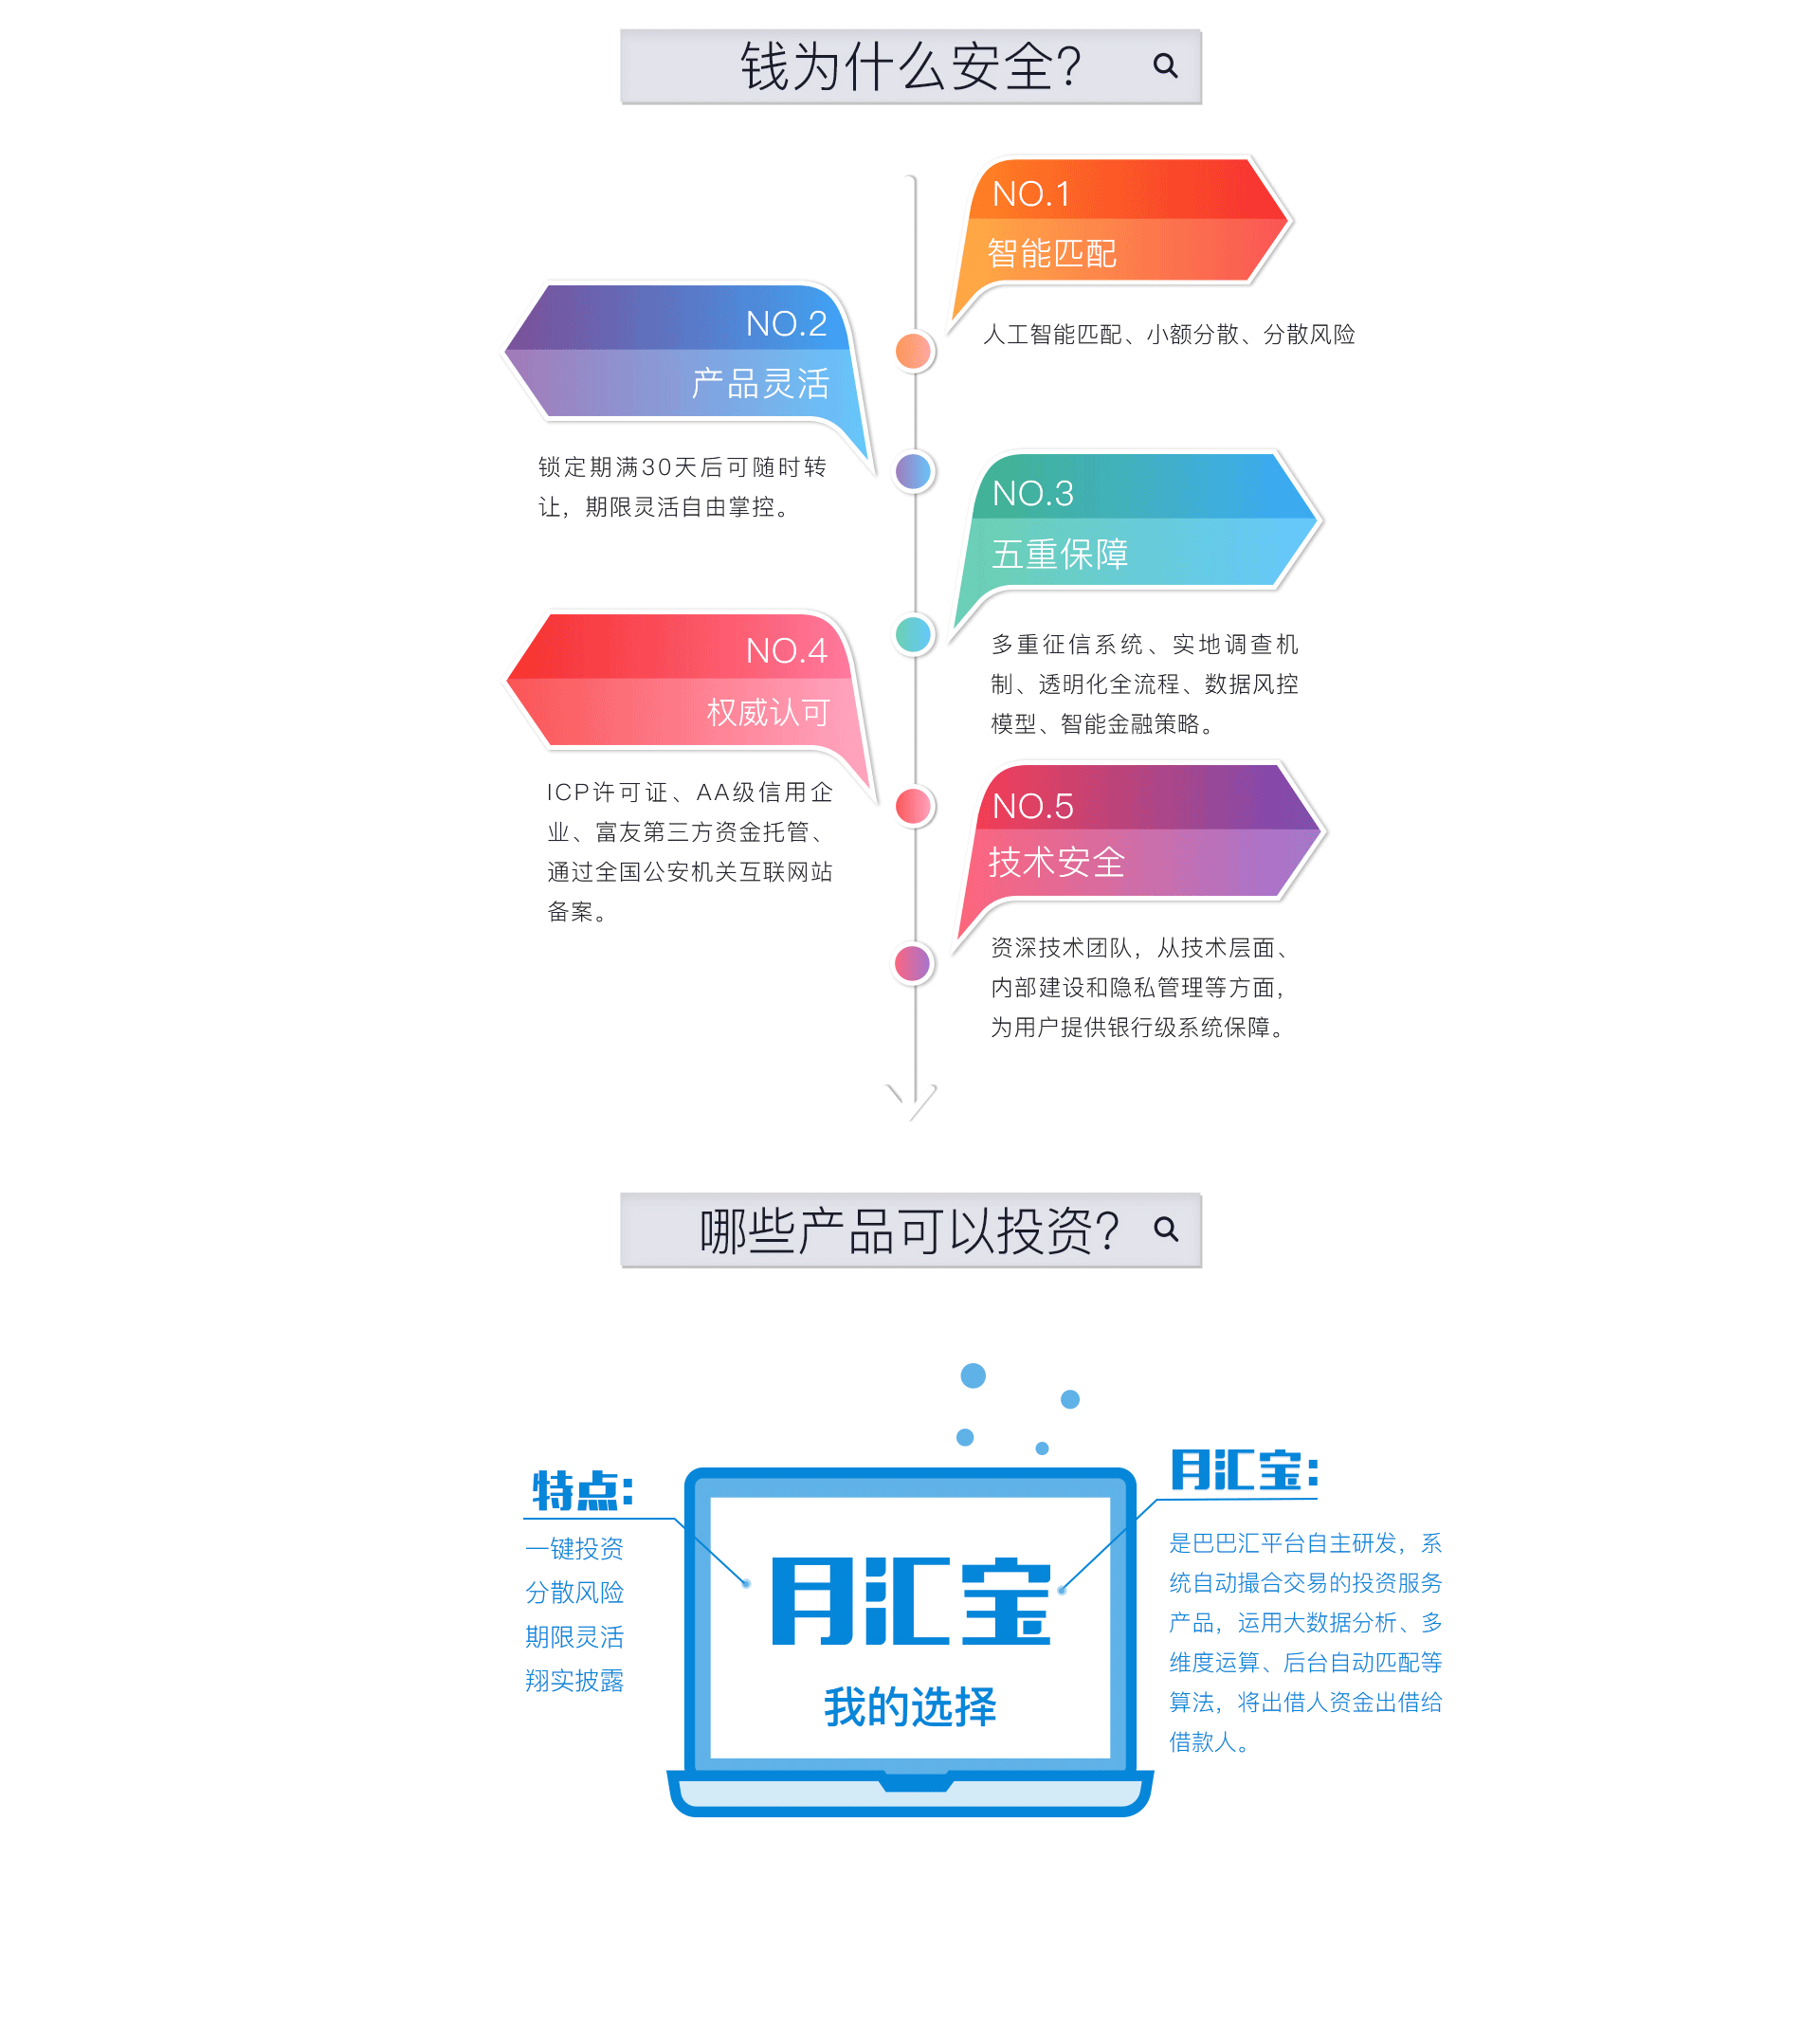 钱为什么安全？
NO.1
智能匹配
人工智能匹配、小额分散、分散风险
NO.2
产品灵活
锁定期满30天后可随时转
让，期限灵活自由掌控。
NO.3
五重保障
多重征信系统、实地调查机
制、透明化全流程、数据风控
模型、智能金融策略。
NO.4
权威认可
ICP许可证、AA级信用企
业、富友第三方资金托管、
通过全国公安机关互联网站
备案。
NO.5
技术安全
资深技术团队，从技术层面、
内部建设和隐私管理等方面，
为用户提供银行级系统保障。
哪些产品可以投资？
特点：
一键投资
分散风险
期限灵活
翔实披露
月汇宝
我的选择
月汇宝：
是巴巴汇平台自主研发，系
统自动撮合交易的投资服务
产品，运用大数据分析、多
维度运算、后台自动匹配等
算法，将出借人资金出借给
借款人。